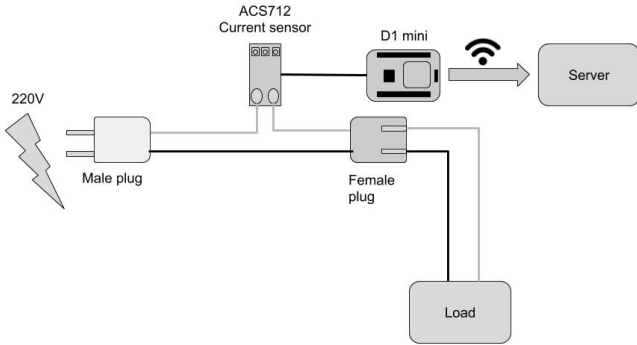 ACS712
Current sensor
D1 mini
Server
220V
Male plug
Female
plug
Load